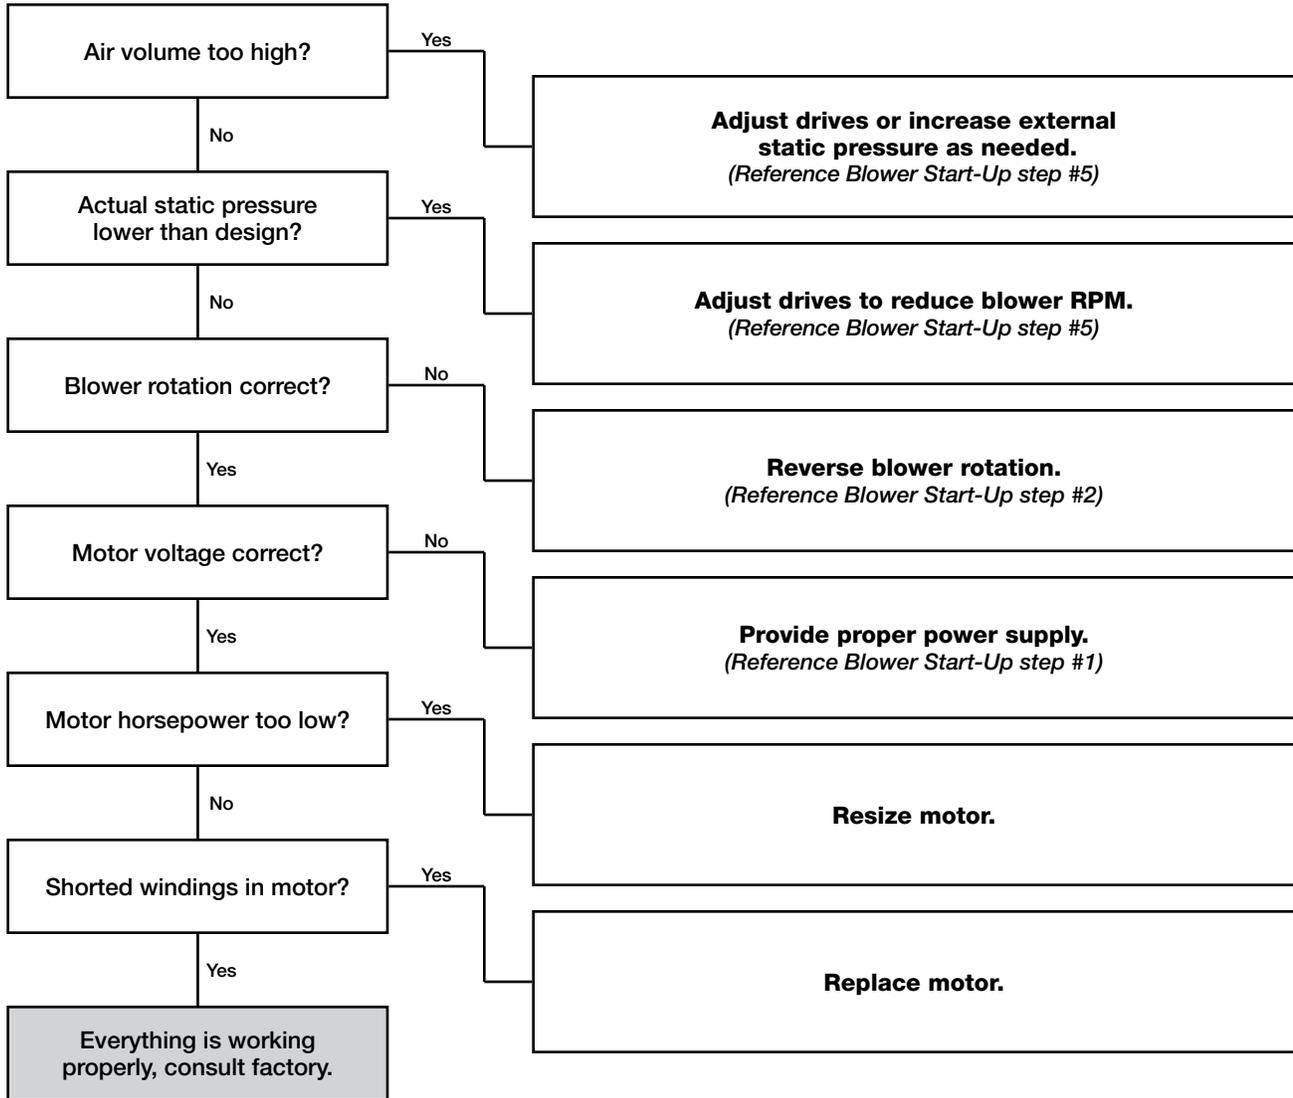 Air volume too high?
Yes
Adjust drives or increase external
static pressure as needed.
(Reference Blower Start-Up step #5)
No
Actual static pressure
lower than design?
Yes
Adjust drives to reduce blower RPM.
(Reference Blower Start-Up step #5)
No
Blower rotation correct?
No
Reverse blower rotation.
(Reference Blower Start-Up step #2)
Yes
Motor voltage correct?
No
Provide proper power supply.
(Reference Blower Start-Up step #1)
Yes
Motor horsepower too low?
Yes
Resize motor.
No
Shorted windings in motor?
Yes
Replace motor.
Yes
Everything is working
properly, consult factory.